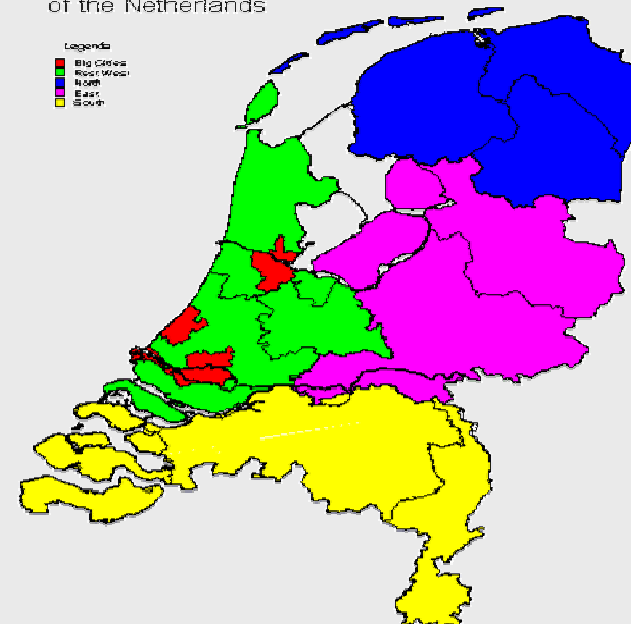 of the Netherlands
Legenda
Big Cities
Rest West
North
East
South